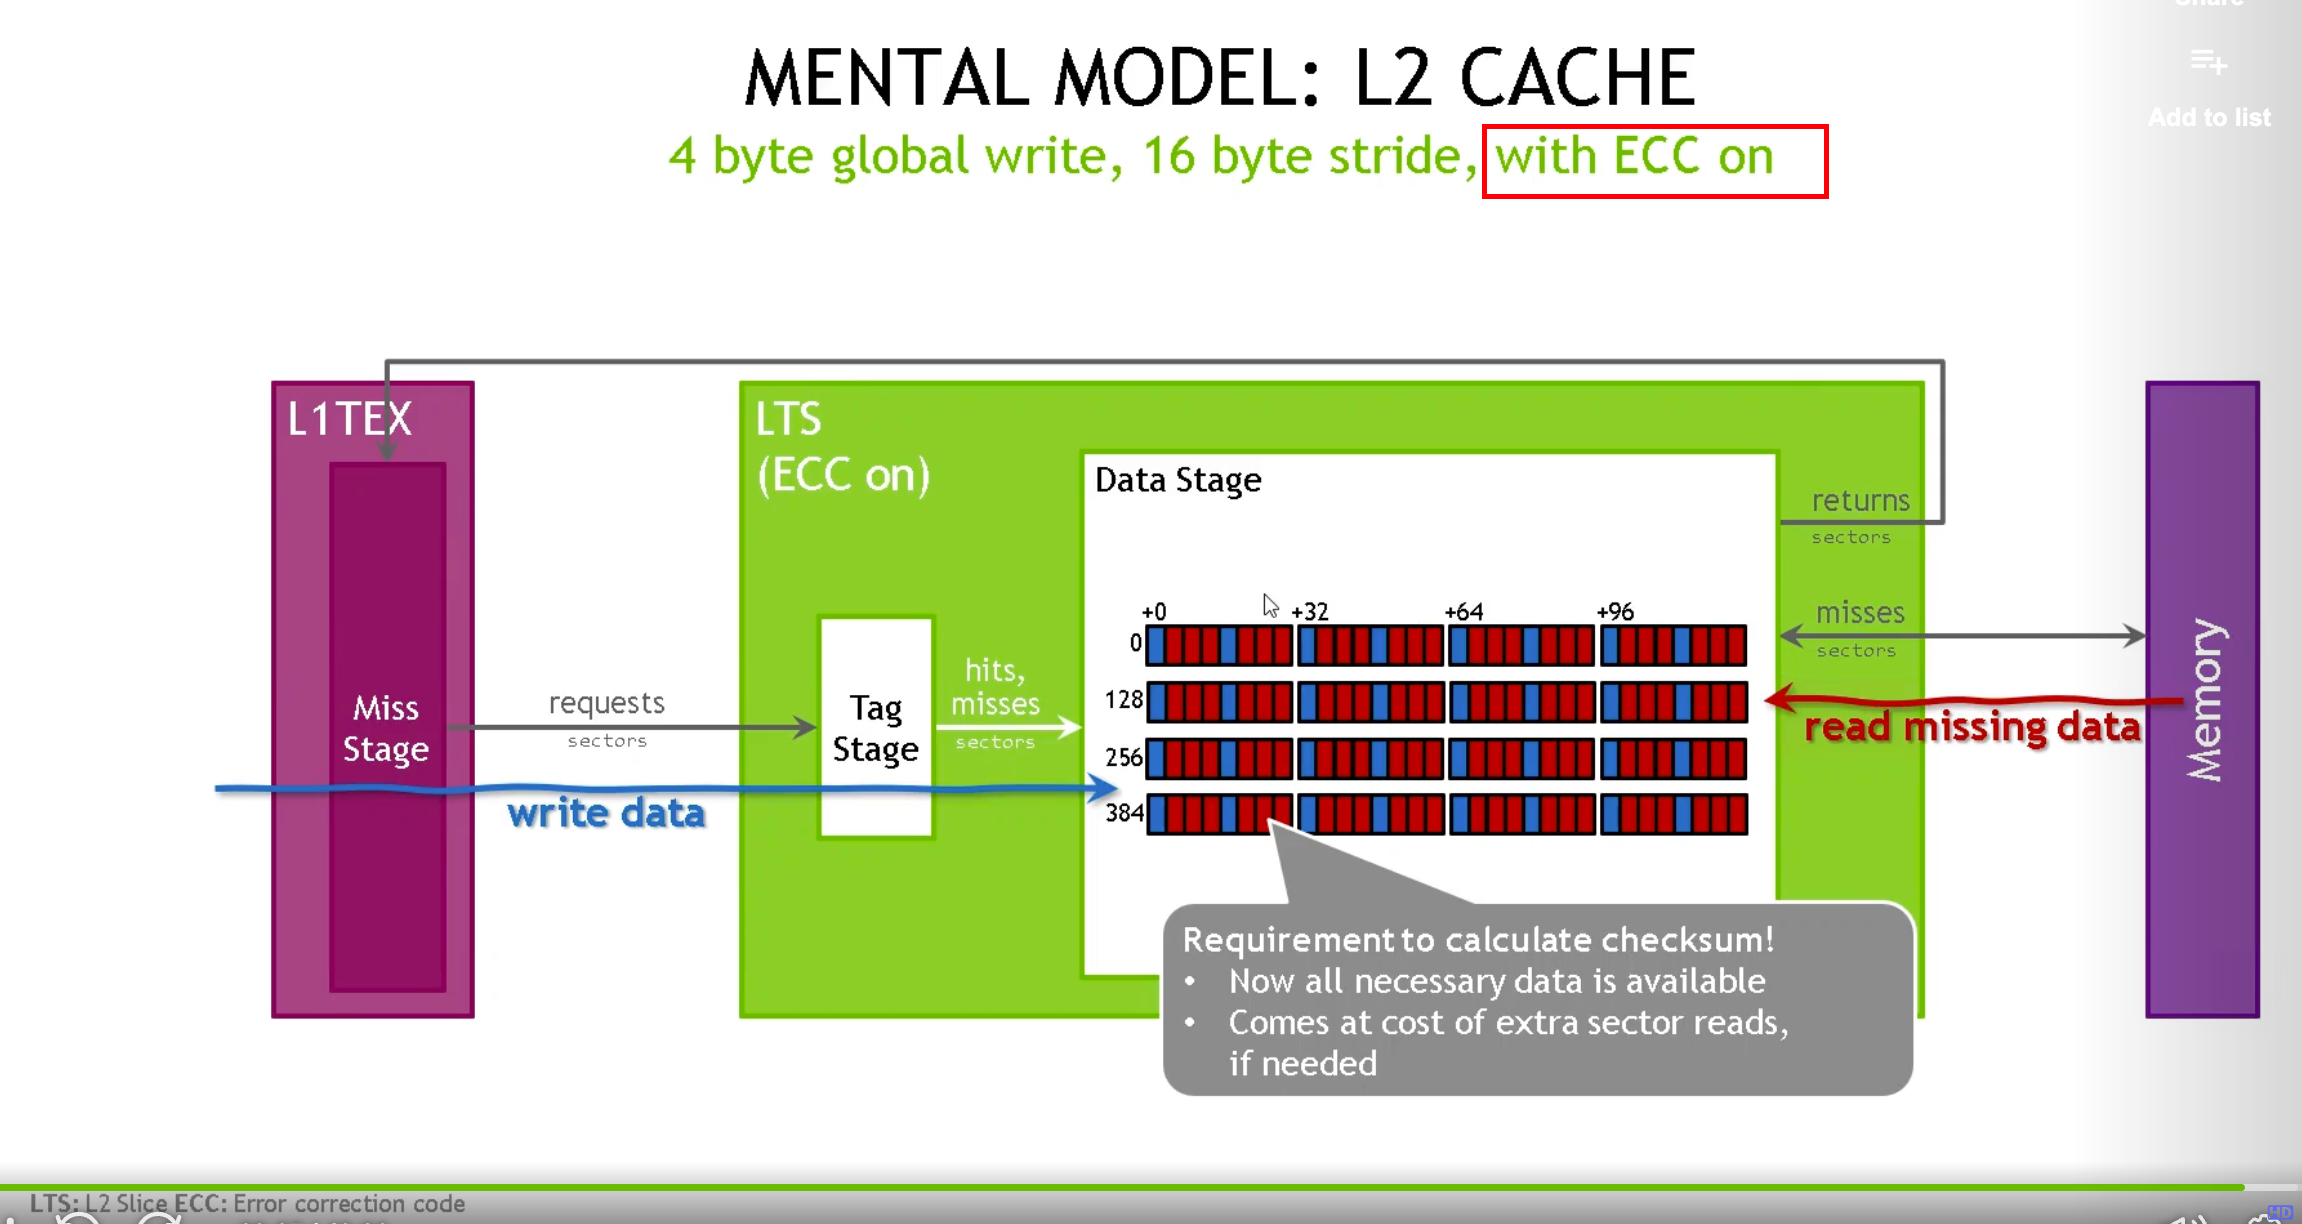 Share
Add to list
MENTAL MODEL: L2 CACHE
4 byte global write, 16 byte stride, with ECC on
L1TEX
Miss
Stage
requests
sectors
write data
LTS
(ECC on)
Tag
Stage
hits,
misses
sectors
Data Stage
+0 +32 +64 +96
0
128
256
384
returns
sectors
misses
sectors
read missing data
Memory
Requirement to calculate checksum!
• Now all necessary data is available
• Comes at cost of extra sector reads,
if needed
LTS: L2 Slice ECC: Error correction code
HD